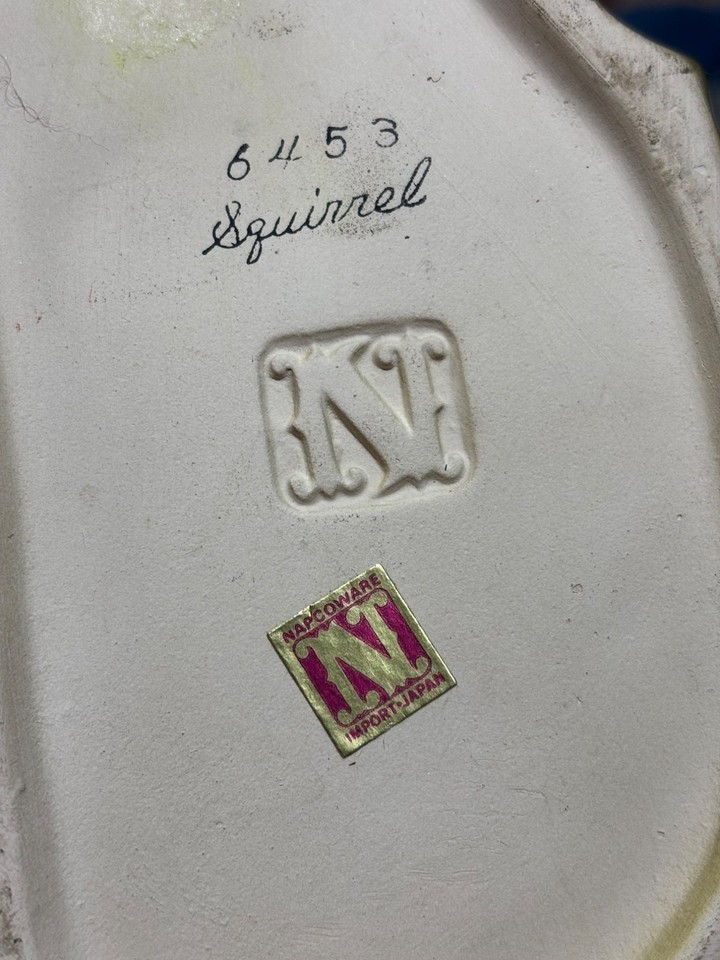 6453
Squirrel
N
NAPCOWARE
N
IMPORT•JAPAN